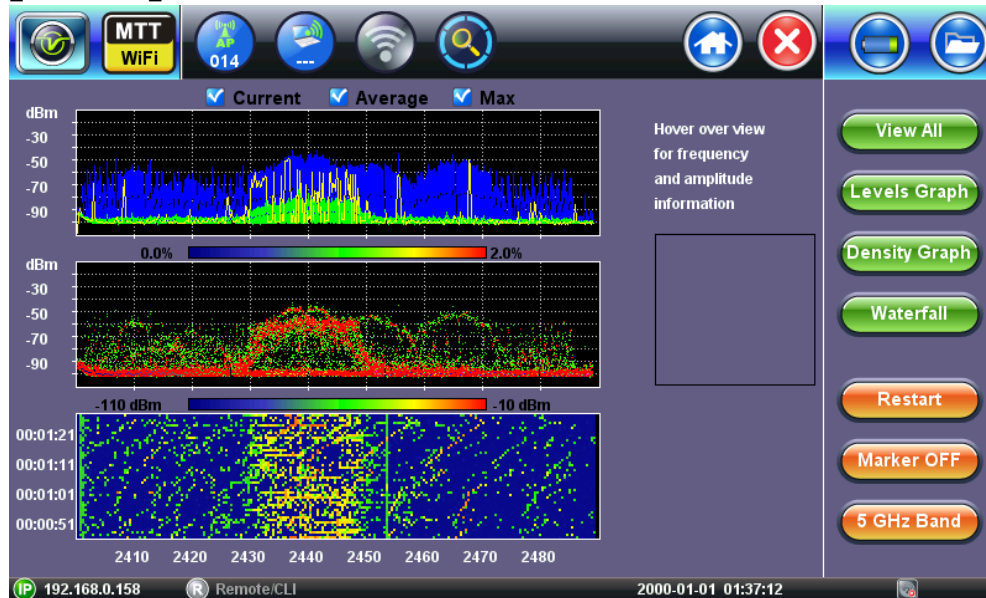 MTT
WiFi
AP
014
---
Current Average Max
dBm
-30
-50
-70
-90
Hover over view
for frequency
and amplitude
information
0.0% 2.0%
dBm
-30
-50
-70
-90
-110 dBm -10 dBm
00:01:21
00:01:11
00:01:01
00:00:51
2410 2420 2430 2440 2450 2460 2470 2480
View All
Levels Graph
Density Graph
Waterfall
Restart
Marker OFF
5 GHz Band
IP 192.168.0.158 R Remote/CLI 2000-01-01 01:37:12